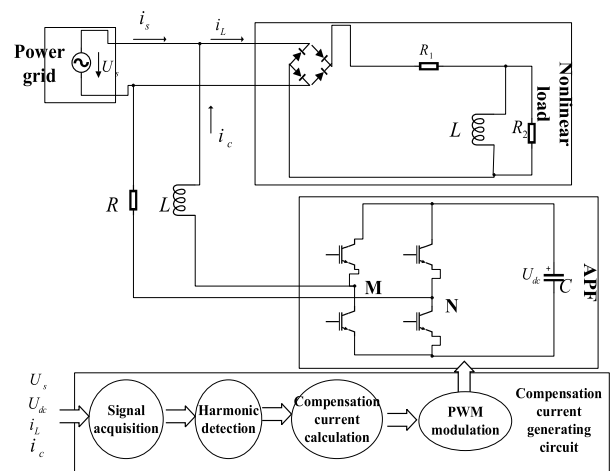 Power
grid
U_s
i_s
i_L
i_c
R_1
L
R_2
Nonlinear
load
R
L
M
N
U_dc
+
C
APF
U_s
U_dc
i_L
i_c
Signal
acquisition
Harmonic
detection
Compensation
current
calculation
PWM
modulation
Compensation
current
generating
circuit